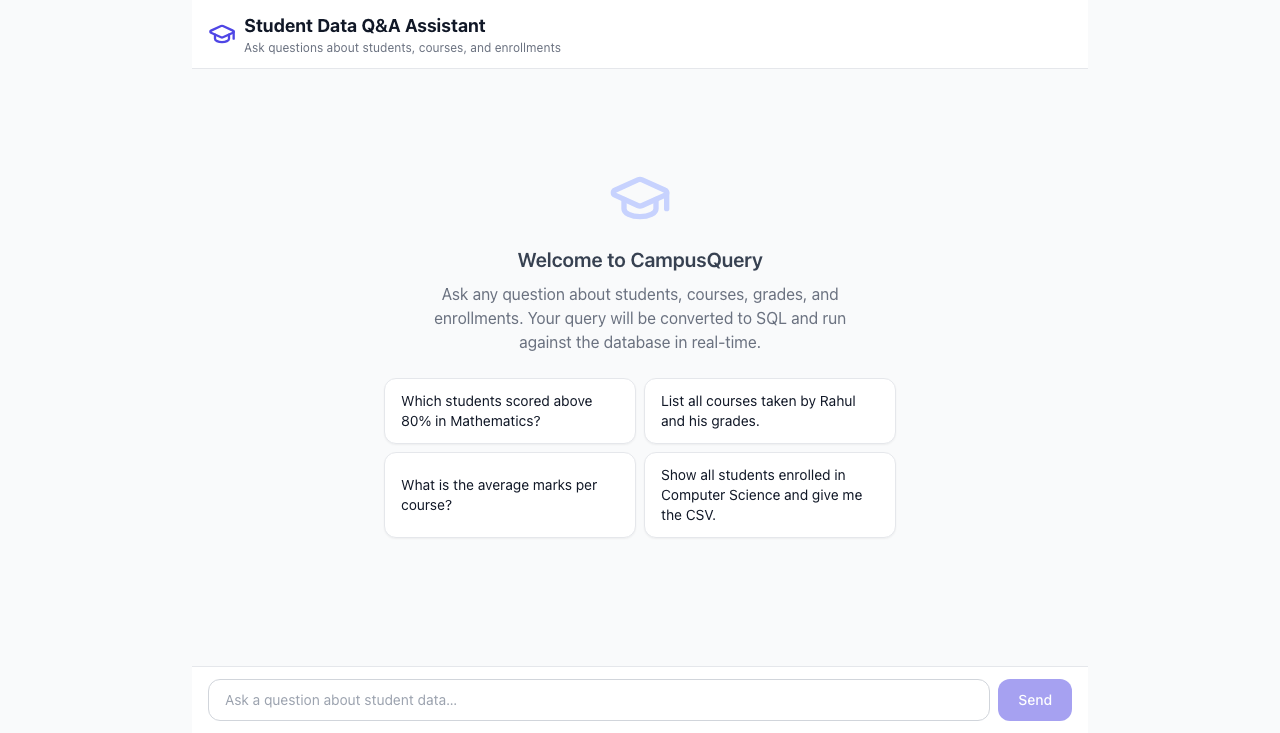 Student Data Q&A Assistant
Ask questions about students, courses, and enrollments
Welcome to CampusQuery
Ask any question about students, courses, grades, and
enrollments. Your query will be converted to SQL and run
against the database in real-time.
Which students scored above
80% in Mathematics?
List all courses taken by Rahul
and his grades.
What is the average marks per
course?
Show all students enrolled in
Computer Science and give me
the CSV.
Ask a question about student data...
Send